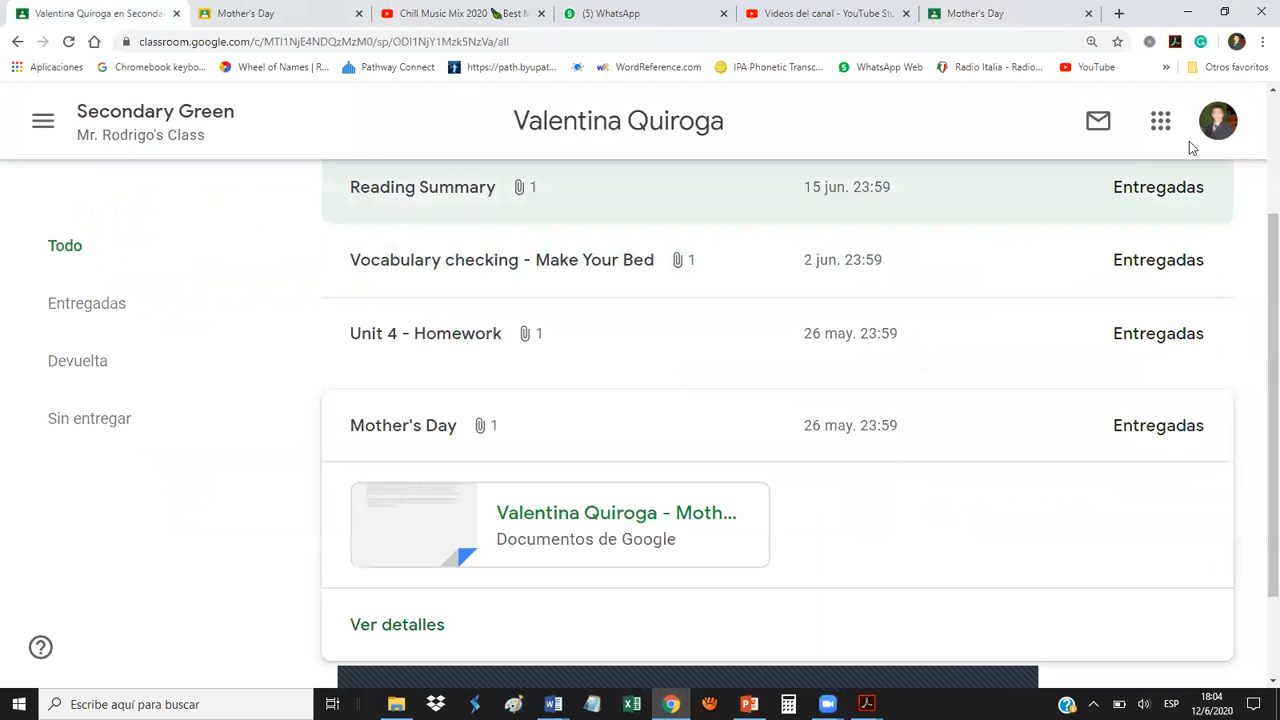 Valentina Quiroga en Secondar
Mother's Day
Chill Music Mix 2020 Best M
(5) WhatsApp
Videos del canal - YouTube Stu
Mother's Day
classroom.google.com/c/MTI1NjE4NDQzMzM0/sp/ODI1NjY1Mzk5NzVa/all
Aplicaciones
Chromebook keybo...
Wheel of Names | R...
Pathway Connect
https://path.byupat...
WordReference.com
IPA Phonetic Transc...
WhatsApp Web
Radio Italia - Radio...
YouTube
»
Otros favoritos
Secondary Green
Mr. Rodrigo's Class
Valentina Quiroga
Reading Summary 1 15 jun. 23:59 Entregadas
Todo
Vocabulary checking - Make Your Bed 1 2 jun. 23:59 Entregadas
Entregadas
Unit 4 - Homework 1 26 may. 23:59 Entregadas
Devuelta
Sin entregar
Mother's Day 1 26 may. 23:59 Entregadas
Valentina Quiroga - Moth...
Documentos de Google
Ver detalles
Escribe aquí para buscar
ESP
18:04
12/6/2020